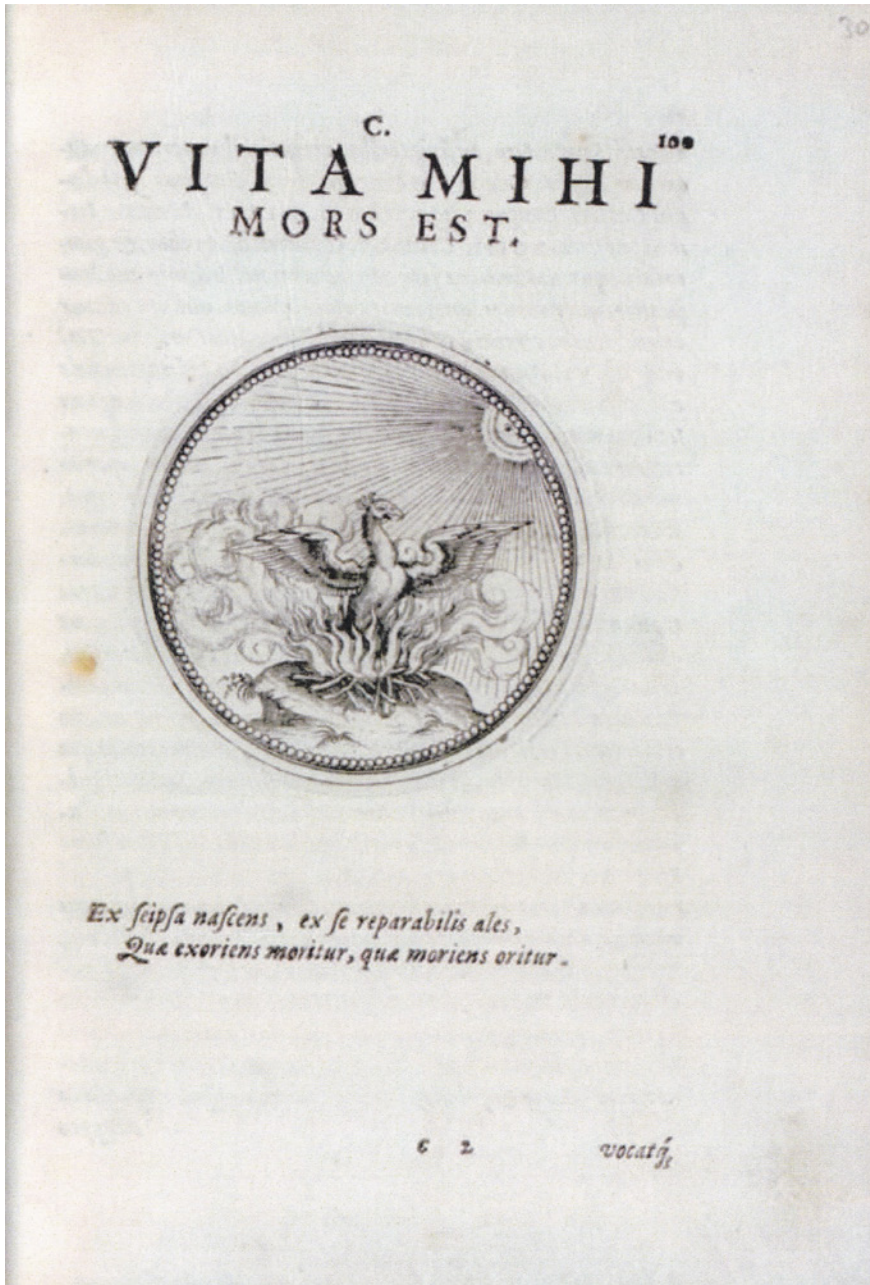 30
C.
100
VITA MIHI
MORS EST.
Ex ſeipſa naſcens, ex ſe reparabilis ales,
Quæ exoriens moritur, quæ moriens oritur.
e 2 vocatq́;